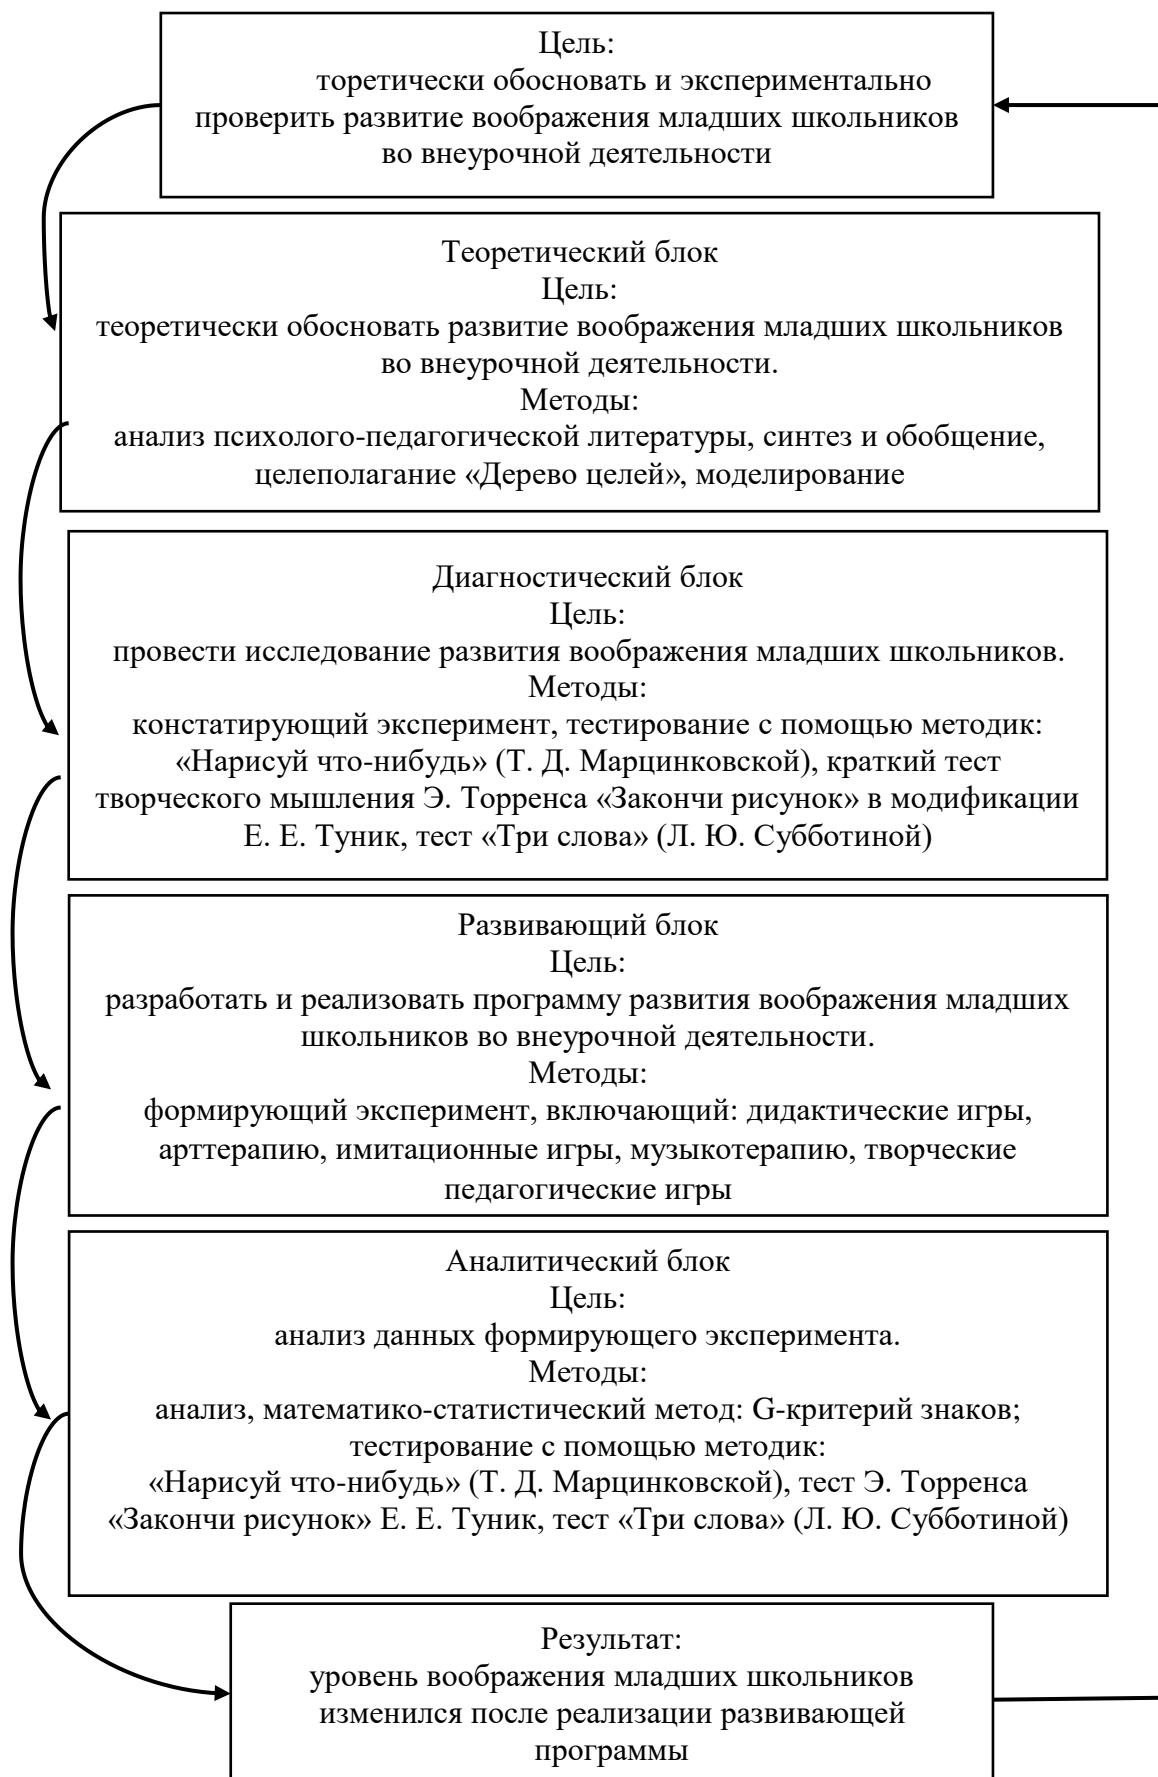 Цель:
торетически обосновать и экспериментально
проверить развитие воображения младших школьников
во внеурочной деятельности
Теоретический блок
Цель:
теоретически обосновать развитие воображения младших школьников
во внеурочной деятельности.
Методы:
анализ психолого-педагогической литературы, синтез и обобщение,
целеполагание «Дерево целей», моделирование
Диагностический блок
Цель:
провести исследование развития воображения младших школьников.
Методы:
констатирующий эксперимент, тестирование с помощью методик:
«Нарисуй что-нибудь» (Т. Д. Марцинковской), краткий тест
творческого мышления Э. Торренса «Закончи рисунок» в модификации
Е. Е. Туник, тест «Три слова» (Л. Ю. Субботиной)
Развивающий блок
Цель:
разработать и реализовать программу развития воображения младших
школьников во внеурочной деятельности.
Методы:
формирующий эксперимент, включающий: дидактические игры,
арттерапию, имитационные игры, музыкотерапию, творческие
педагогические игры
Аналитический блок
Цель:
анализ данных формирующего эксперимента.
Методы:
анализ, математико-статистический метод: G-критерий знаков;
тестирование с помощью методик:
«Нарисуй что-нибудь» (Т. Д. Марцинковской), тест Э. Торренса
«Закончи рисунок» Е. Е. Туник, тест «Три слова» (Л. Ю. Субботиной)
Результат:
уровень воображения младших школьников
изменился после реализации развивающей
программы